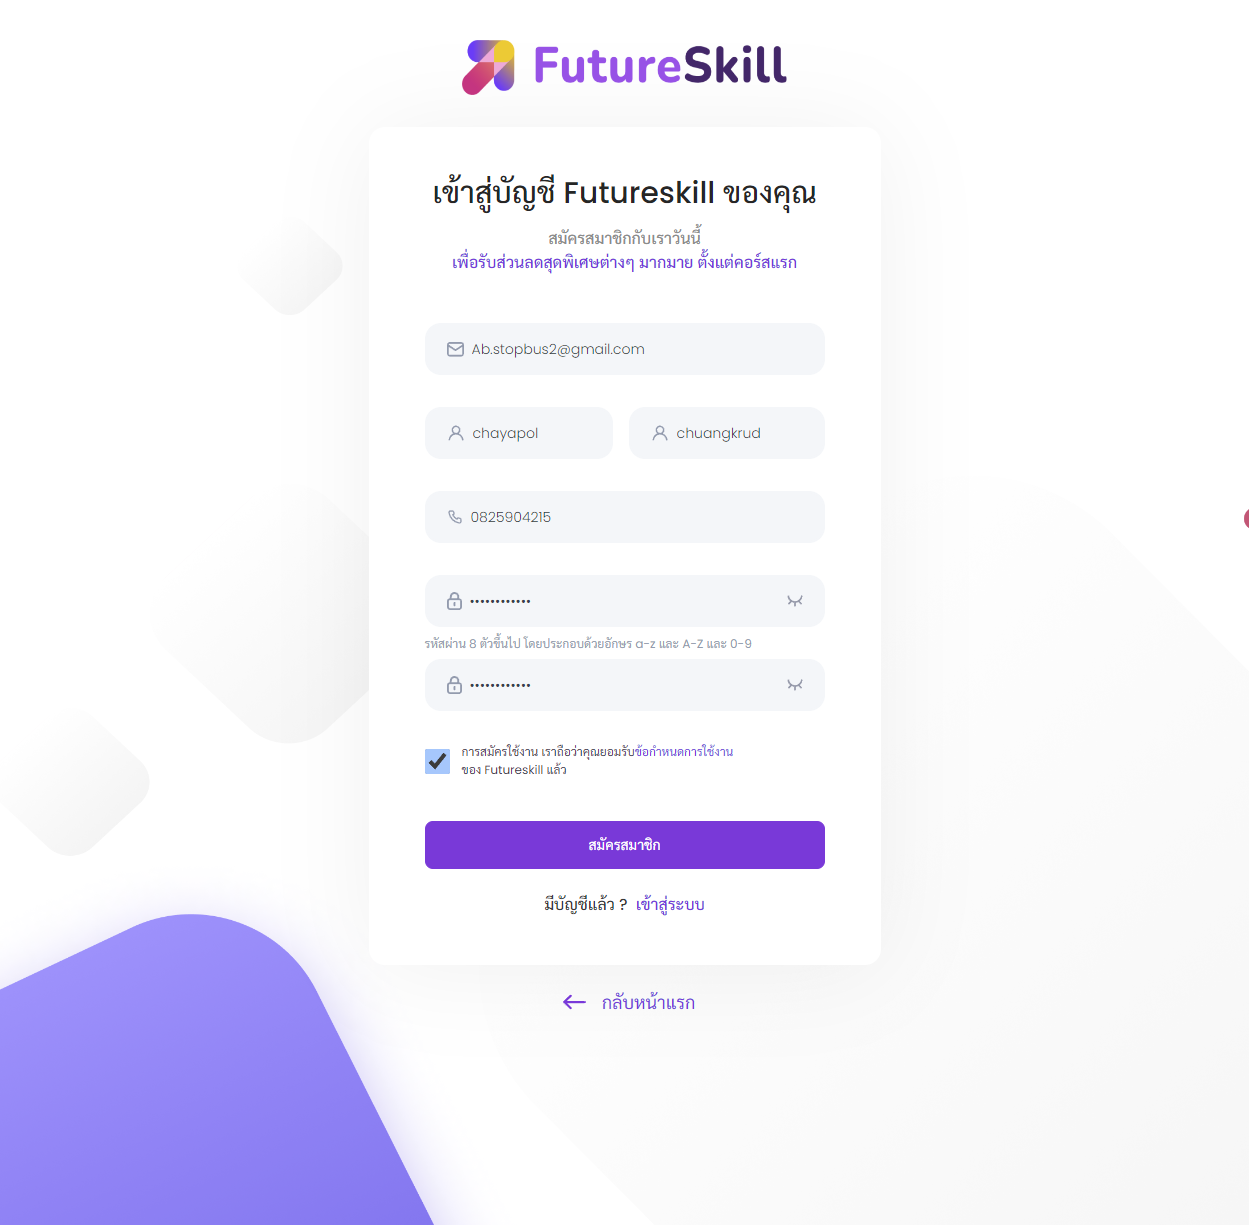 FutureSkill
เข้าสู่บัญชี Futureskill ของคุณ
สมัครสมาชิกกับเราวันนี้
เพื่อรับส่วนลดสุดพิเศษต่างๆ มากมาย ตั้งแต่คอร์สแรก
Ab.stopbus2@gmail.com
chayapol
chuangkrud
0825904215
••••••••••••
รหัสผ่าน 8 ตัวขึ้นไป โดยประกอบด้วยอักษร a-z และ A-Z และ 0-9
••••••••••••
การสมัครใช้งาน เราถือว่าคุณยอมรับข้อกำหนดการใช้งาน
ของ Futureskill แล้ว
สมัครสมาชิก
มีบัญชีแล้ว ? เข้าสู่ระบบ
กลับหน้าแรก